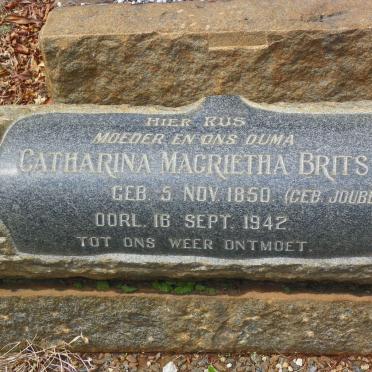 HIER RUS
MOEDER EN ONS OUMA
CATHARINA MAGRIETHA BRITS
GEB. 5 NOV. 1850 (GEB. JOUBE
OORL. 18 SEPT. 1942.
TOT ONS WEER ONTMOET.